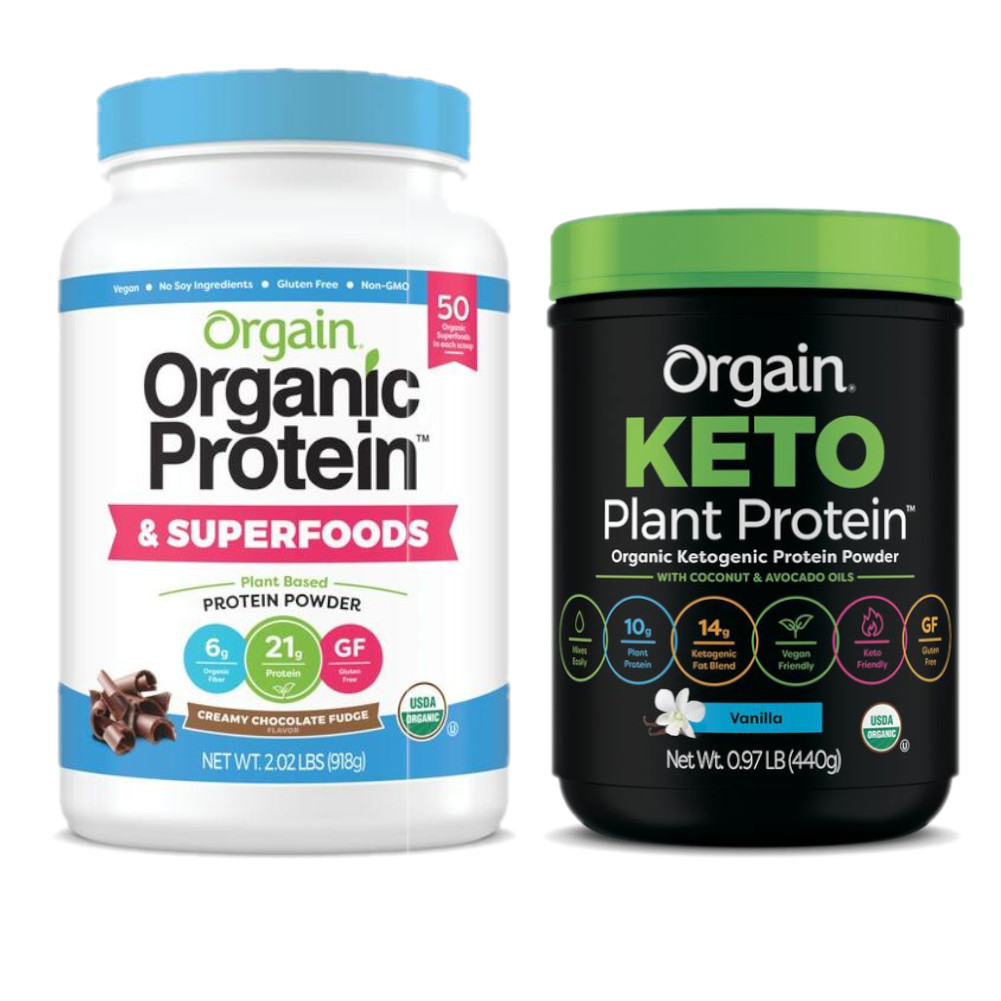 Vegan • No Soy Ingredients • Gluten Free • Non-GMO
50
Organic
Superfoods
in each scoop
Orgain®
Organic
Protein™
& SUPERFOODS
Plant Based
PROTEIN POWDER
6g
Organic
Fiber
21g
Protein
GF
Gluten
Free
CREAMY CHOCOLATE FUDGE
FLAVOR
USDA
ORGANIC
U
NET WT. 2.02 LBS (918g)
Orgain®
KETO
Plant Protein™
Organic Ketogenic Protein Powder
WITH COCONUT & AVOCADO OILS
Mixes
Easily
10g
Plant
Protein
14g
Ketogenic
Fat Blend
Vegan
Friendly
Keto
Friendly
GF
Gluten
Free
Vanilla
USDA
ORGANIC
U
Net Wt. 0.97 LB (440g)